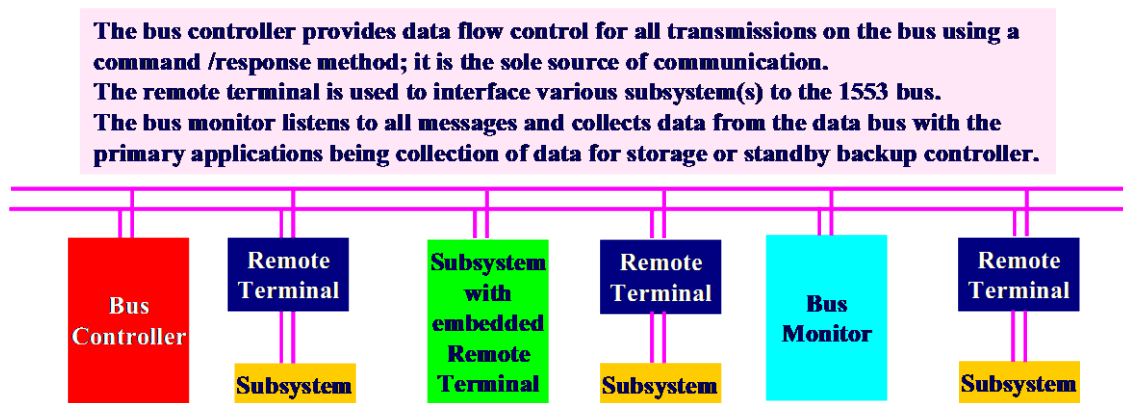 The bus controller provides data flow control for all transmissions on the bus using a
command /response method; it is the sole source of communication.
The remote terminal is used to interface various subsystem(s) to the 1553 bus.
The bus monitor listens to all messages and collects data from the data bus with the
primary applications being collection of data for storage or standby backup controller.
Bus
Controller
Remote
Terminal
Subsystem
Subsystem
with
embedded
Remote
Terminal
Remote
Terminal
Subsystem
Bus
Monitor
Remote
Terminal
Subsystem